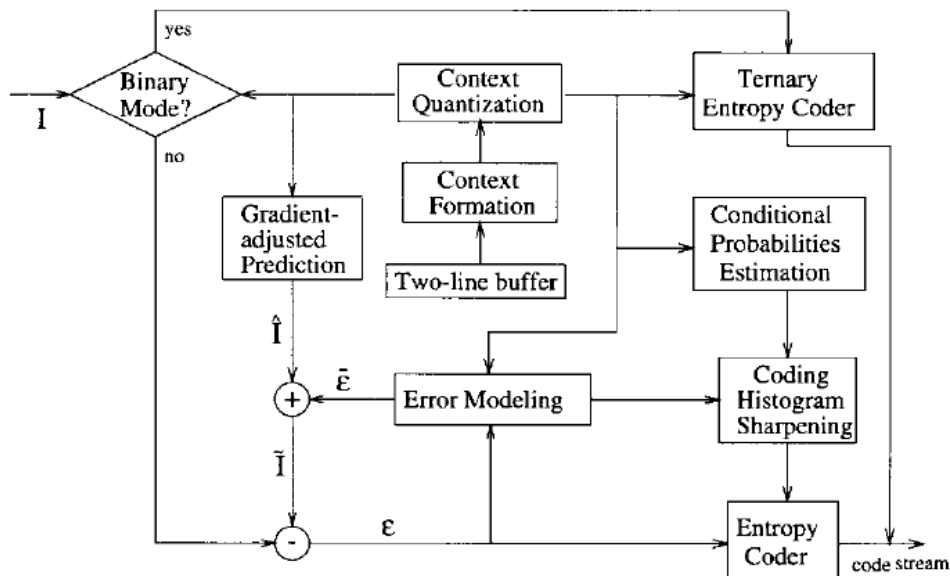 yes
Binary
Mode?
I
no
Context
Quantization
Ternary
Entropy Coder
Context
Formation
Gradient-
adjusted
Prediction
Two-line buffer
Conditional
Probabilities
Estimation
Î
ε̄
+
Error Modeling
Coding
Histogram
Sharpening
Ĩ
-
ε
Entropy
Coder
code stream